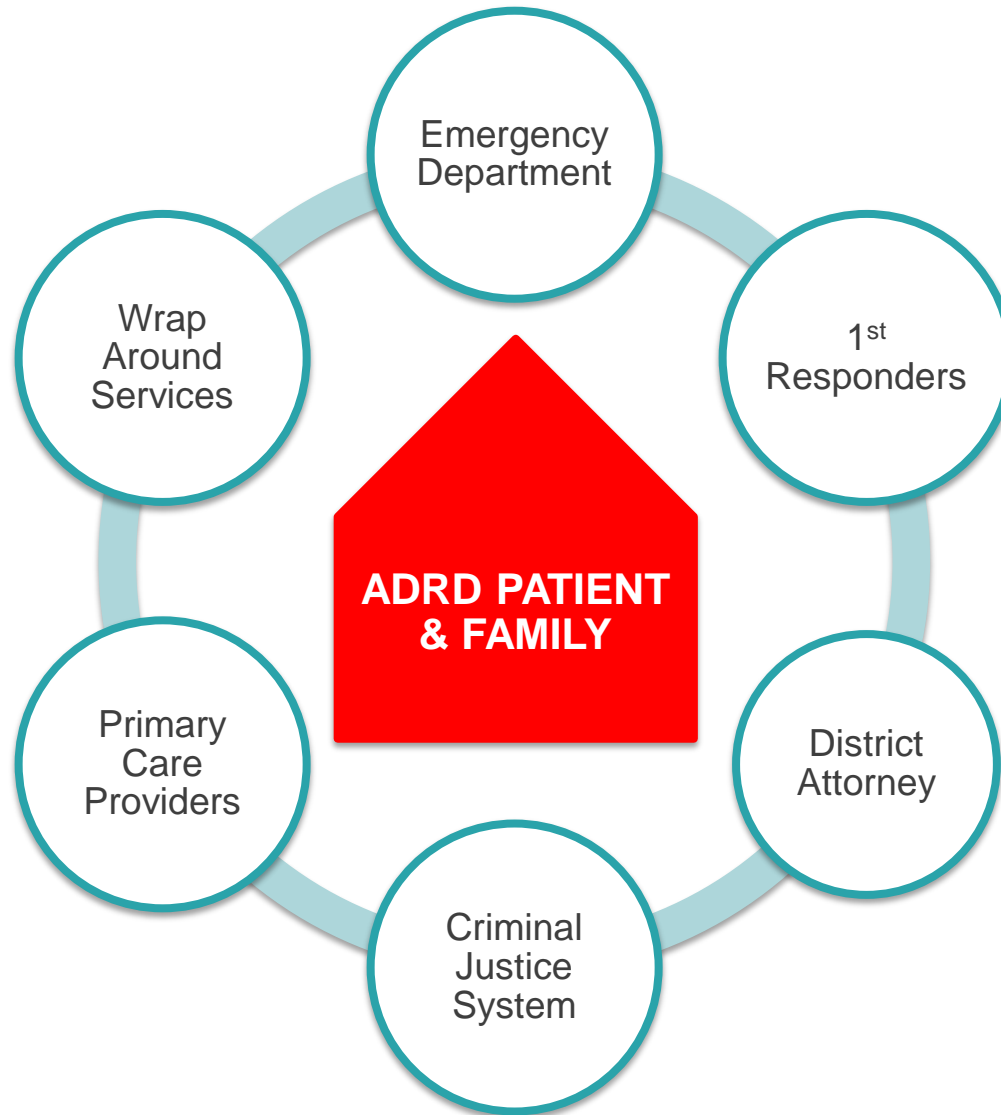 Emergency
Department
1st
Responders
District
Attorney
Criminal
Justice
System
Primary
Care
Providers
Wrap
Around
Services
ADRD PATIENT
& FAMILY